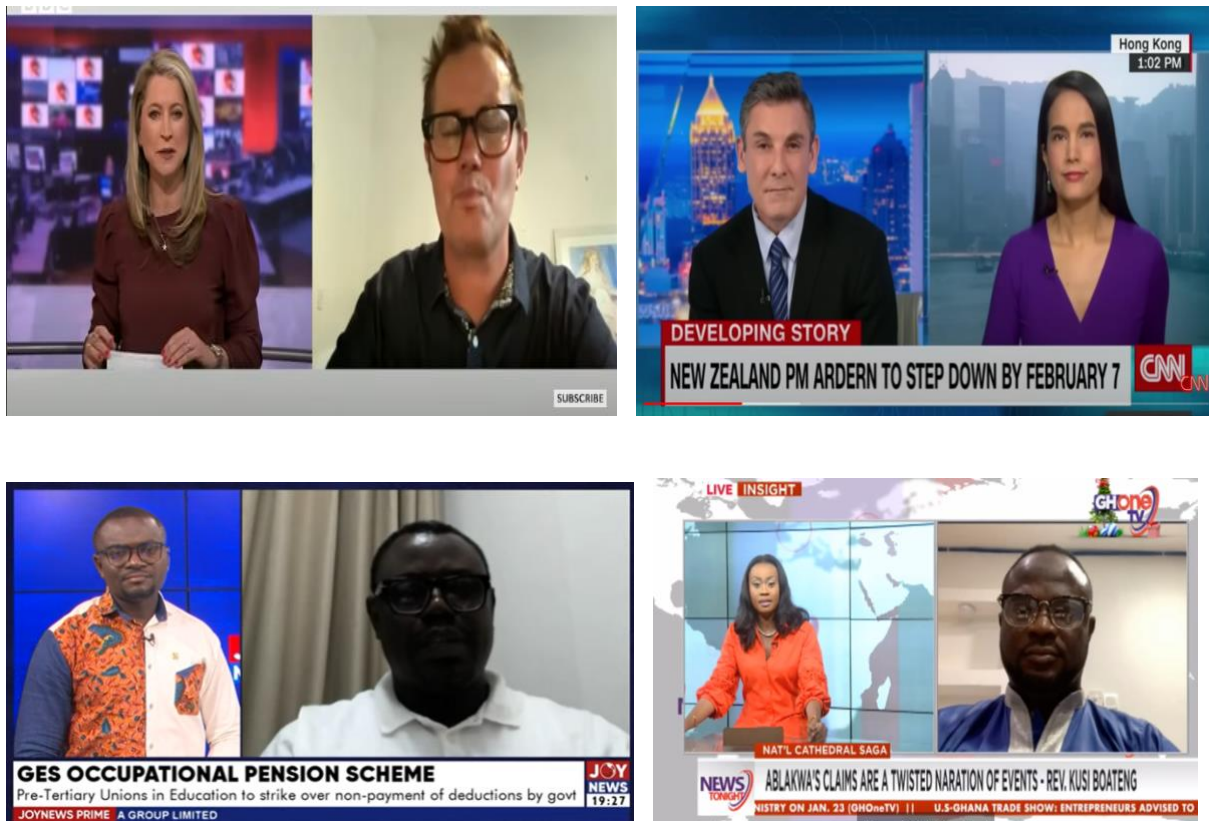 BBC
SUBSCRIBE
Hong Kong
1:02 PM
DEVELOPING STORY
NEW ZEALAND PM ARDERN TO STEP DOWN BY FEBRUARY 7
CNN
CNN
GES OCCUPATIONAL PENSION SCHEME
Pre-Tertiary Unions in Education to strike over non-payment of deductions by govt
JOY
NEWS
19:27
JOYNEWS PRIME A GROUP LIMITED
LIVE INSIGHT
GHOne
TV
NAT'L CATHEDRAL SAGA
NEWS
TONIGHT
ABLAKWA'S CLAIMS ARE A TWISTED NARATION OF EVENTS - REV. KUSI BOATENG
NISTRY ON JAN. 23 (GHOneTV) || U.S-GHANA TRADE SHOW: ENTREPRENEURS ADVISED TO